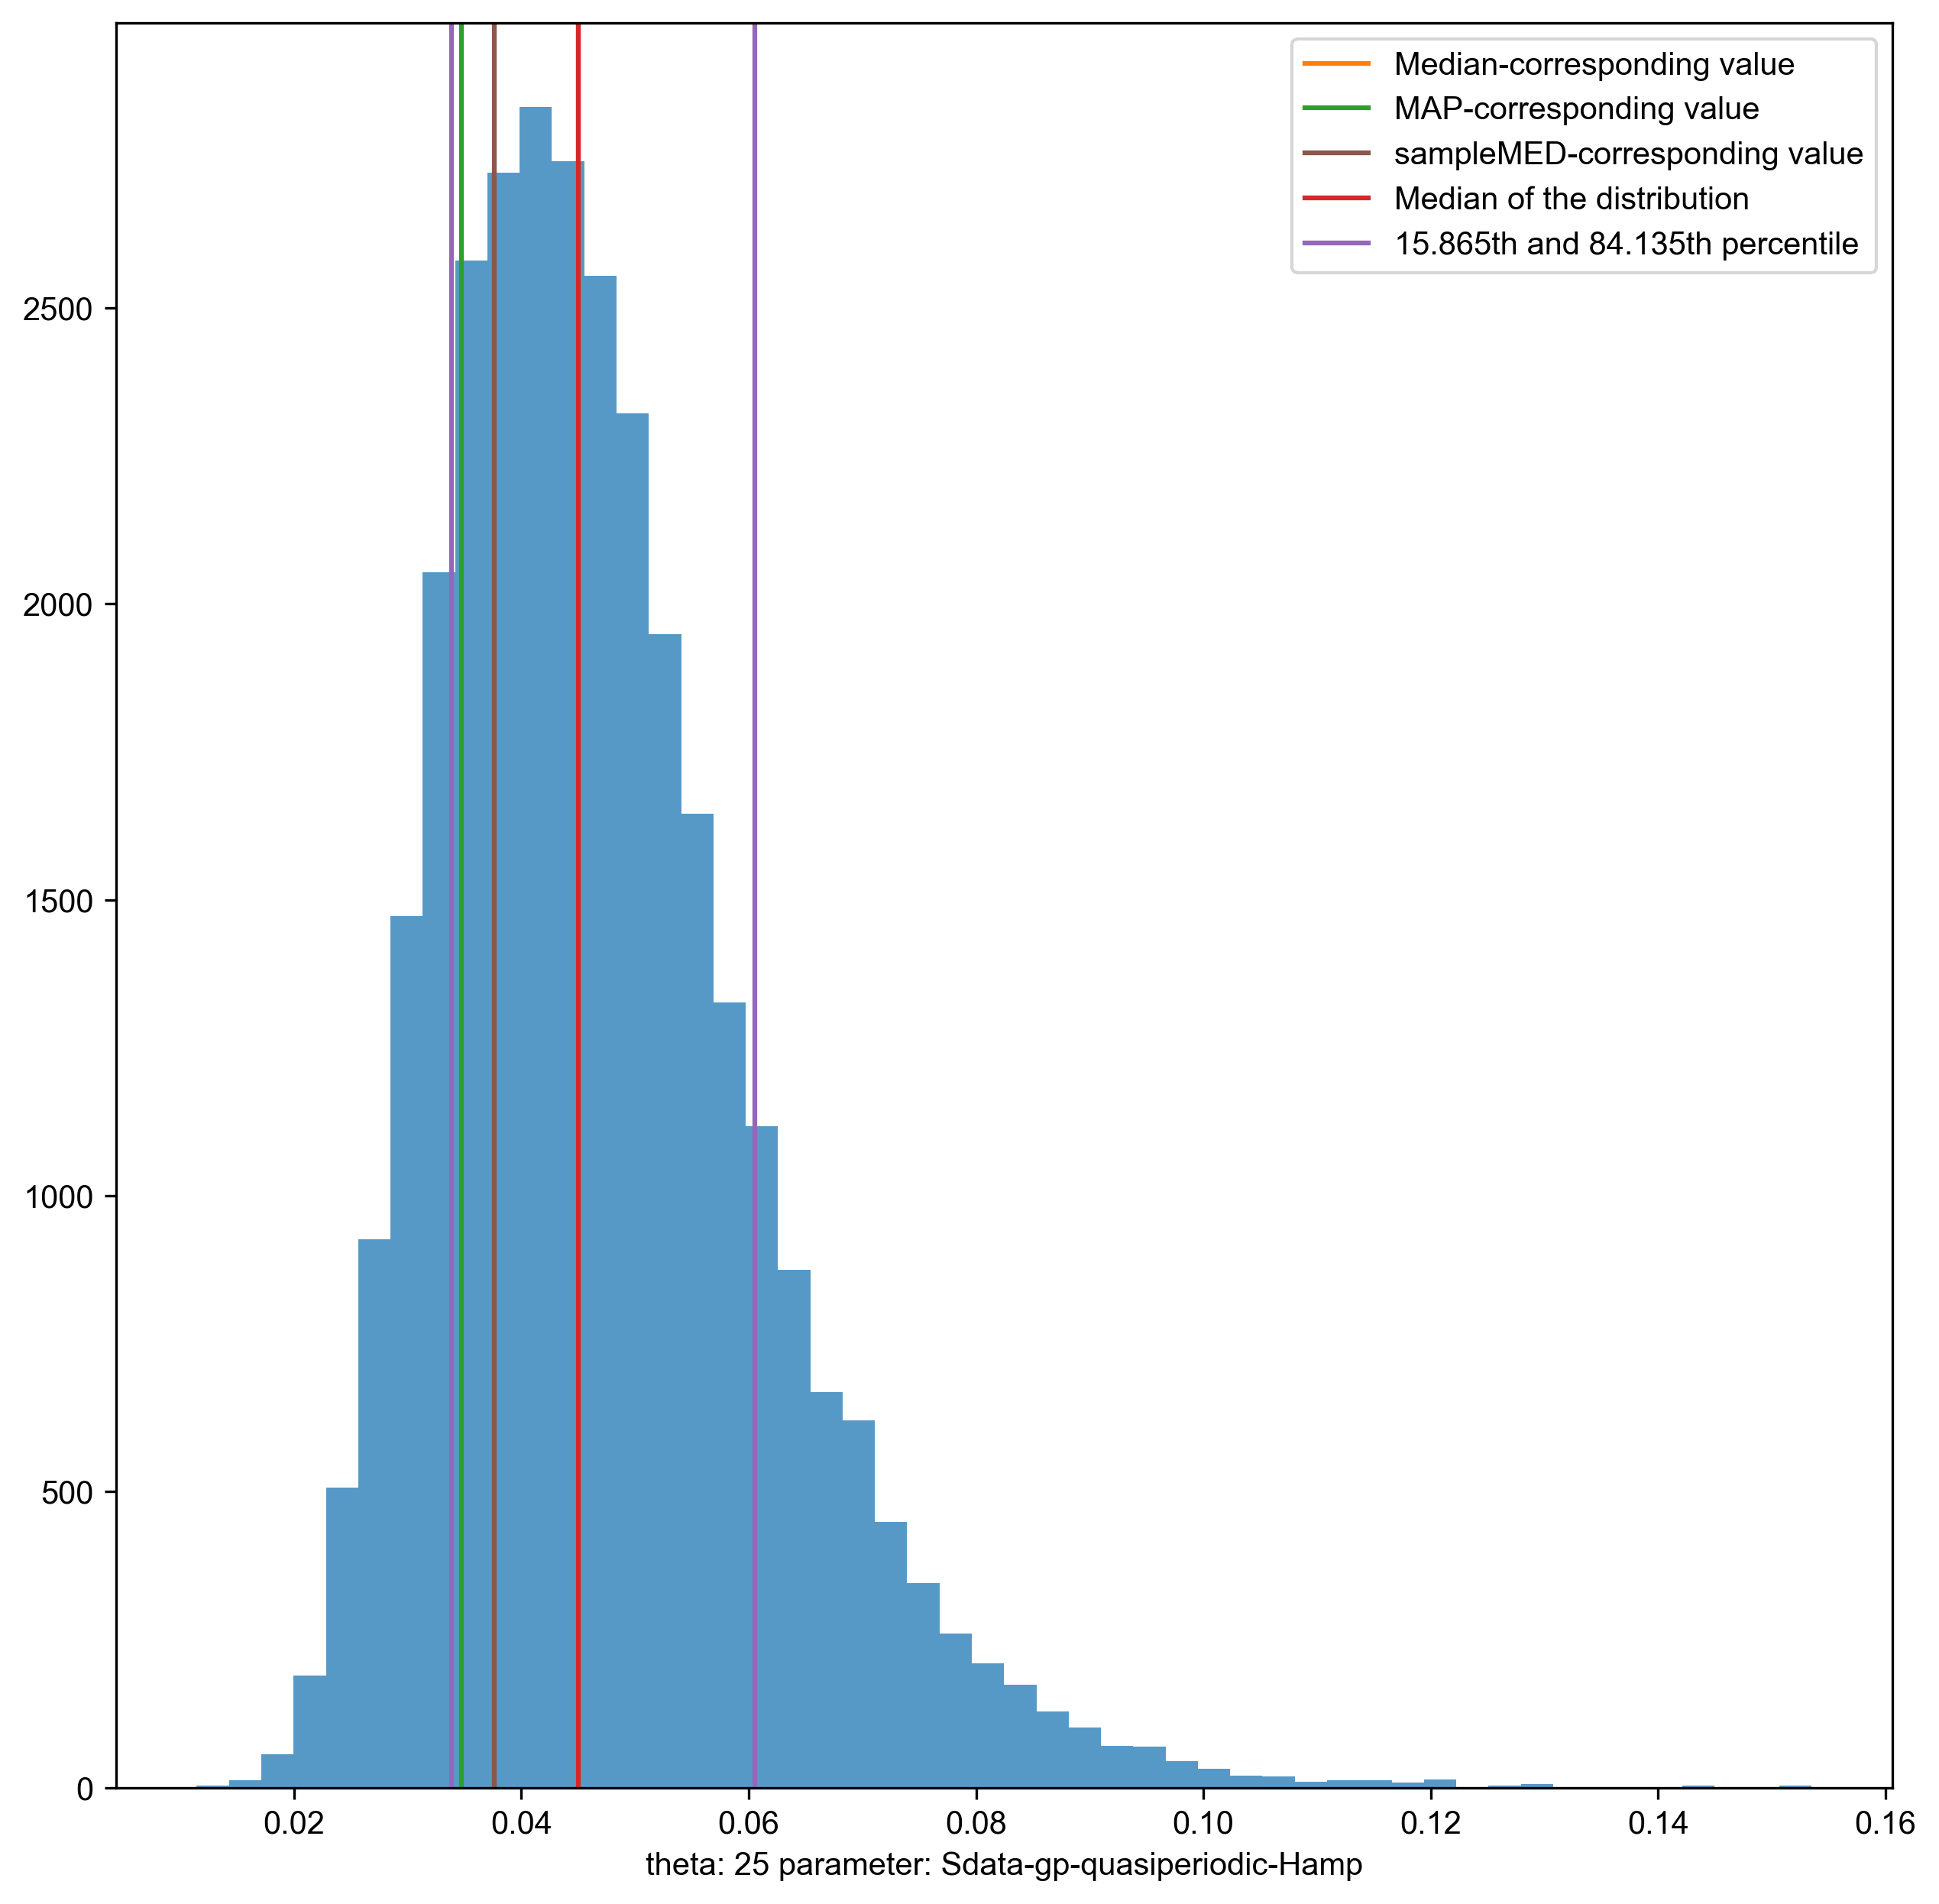 Median-corresponding value
MAP-corresponding value
sampleMED-corresponding value
Median of the distribution
15.865th and 84.135th percentile
2500
2000
1500
1000
500
0
0.02 0.04 0.06 0.08 0.10 0.12 0.14 0.16
theta: 25 parameter: Sdata-gp-quasiperiodic-Hamp